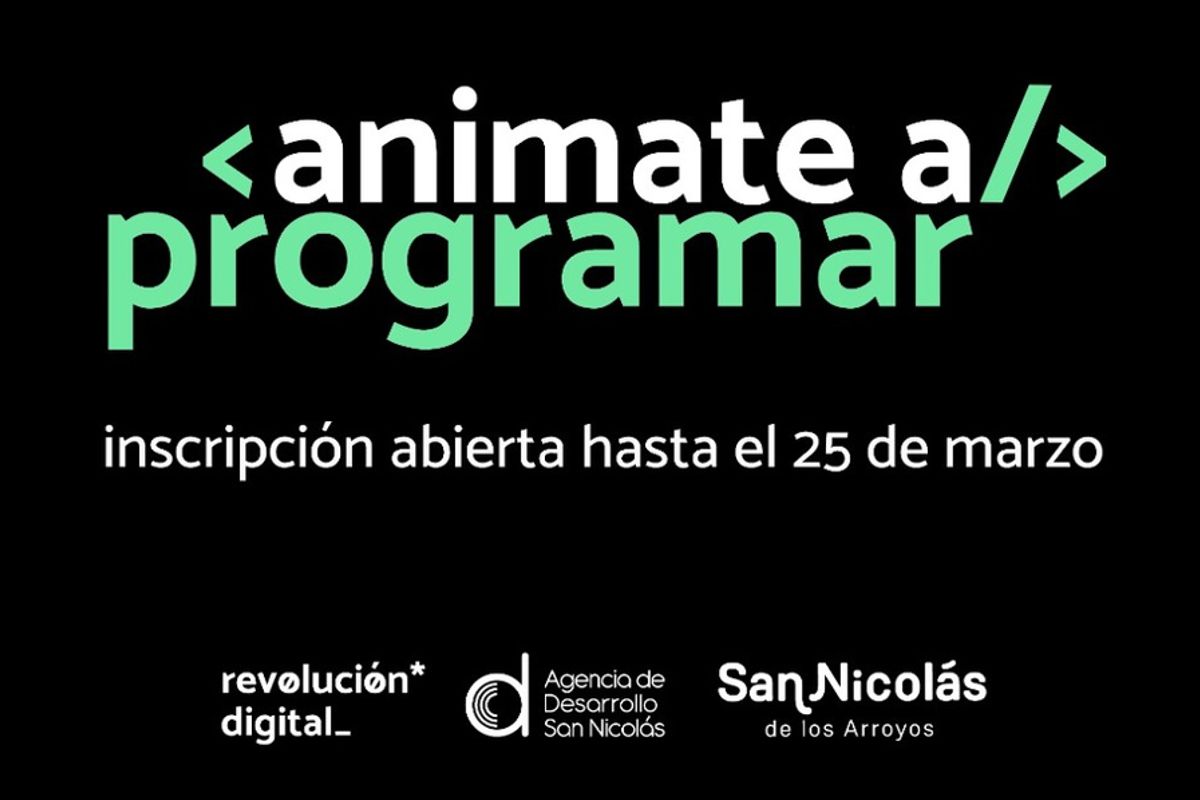 <animate a/>
programar
inscripción abierta hasta el 25 de marzo
revolución*
digital_
Agencia de
Desarrollo
San Nicolás
San Nicolás
de los Arroyos